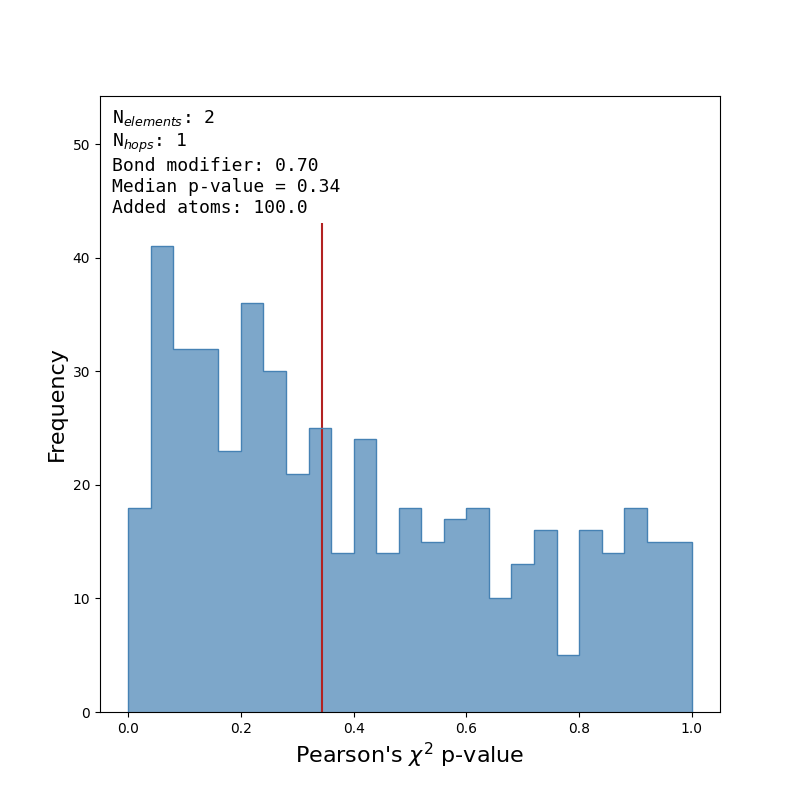 N_elements: 2
N_hops: 1
Bond modifier: 0.70
Median p-value = 0.34
Added atoms: 100.0
50
40
30
20
10
0
Frequency
0.0 0.2 0.4 0.6 0.8 1.0
Pearson's χ² p-value